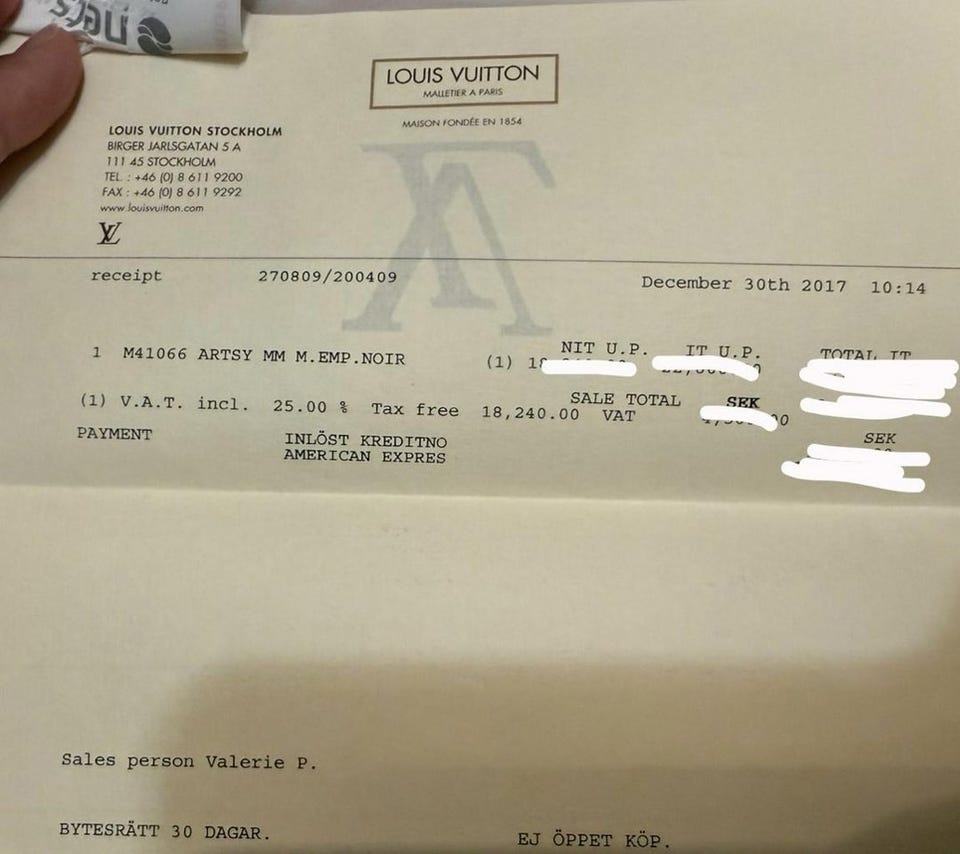 LOUIS VUITTON
MALLETIER A PARIS
MAISON FONDÉE EN 1854
LOUIS VUITTON STOCKHOLM
BIRGER JARLSGATAN 5 A
111 45 STOCKHOLM
TEL. : +46 (0) 8 611 9200
FAX : +46 (0) 8 611 9292
www.louisvuitton.com
LV
receipt 270809/200409 December 30th 2017 10:14
NIT U.P. IT U.P. TOTAL IT
1 M41066 ARTSY MM M.EMP.NOIR (1)
SALE TOTAL SEK
(1) V.A.T. incl. 25.00 % Tax free 18,240.00 VAT
PAYMENT INLÖST KREDITNO SEK
AMERICAN EXPRES
Sales person Valerie P.
BYTESRÄTT 30 DAGAR. EJ ÖPPET KÖP.